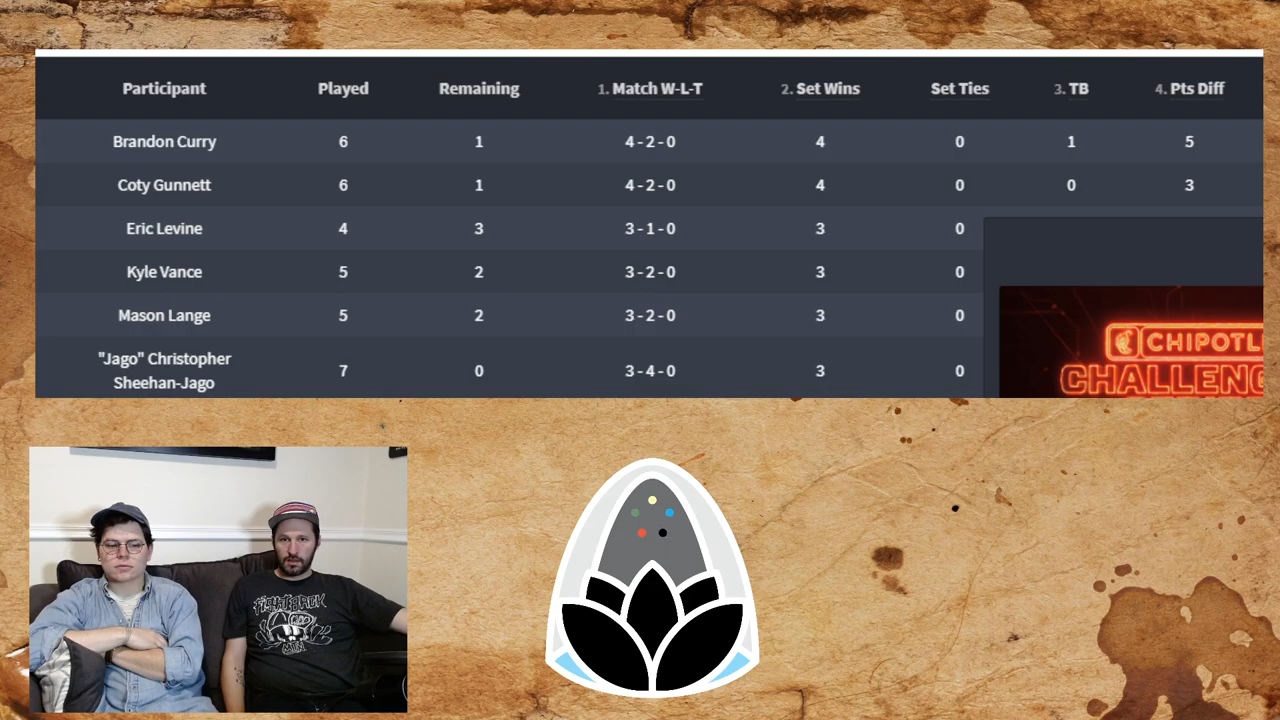 Participant Played Remaining 1. Match W-L-T 2. Set Wins Set Ties 3. TB 4. Pts Diff
Brandon Curry 6 1 4 - 2 - 0 4 0 1 5
Coty Gunnett 6 1 4 - 2 - 0 4 0 0 3
Eric Levine 4 3 3 - 1 - 0 3 0
Kyle Vance 5 2 3 - 2 - 0 3 0
Mason Lange 5 2 3 - 2 - 0 3 0
"Jago" Christopher
Sheehan-Jago 7 0 3 - 4 - 0 3 0
CHIPOTL
CHALLENG
FIGHT BACK
MTN